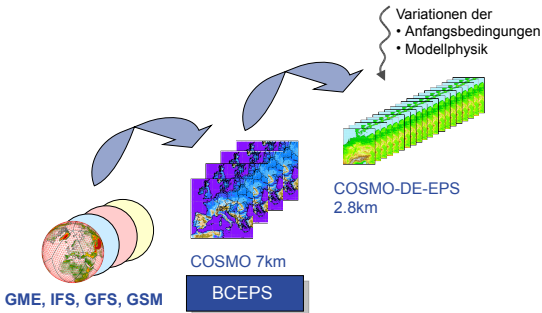 Variationen der
• Anfangsbedingungen
• Modellphysik
COSMO-DE-EPS
2.8km
COSMO 7km
BCEPS
GME, IFS, GFS, GSM